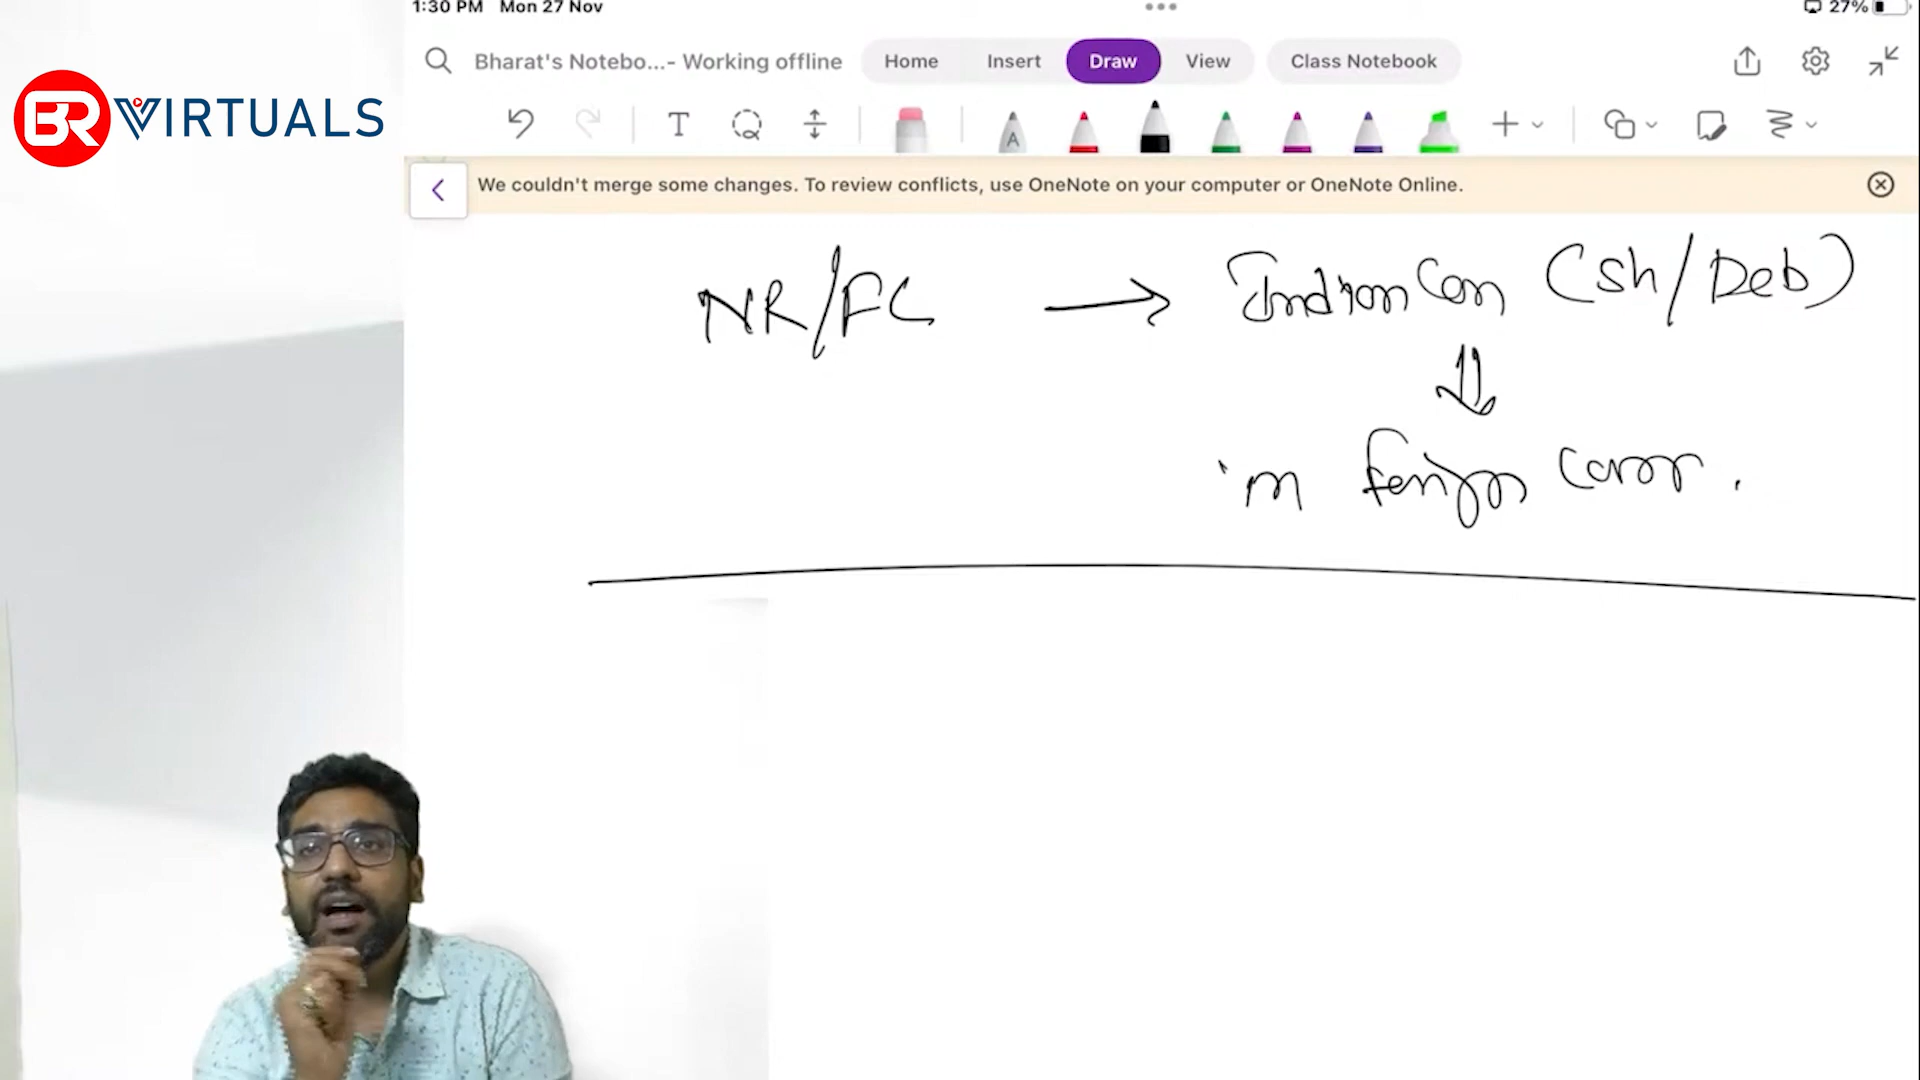 1:30 PM Mon 27 Nov
27%
BR VIRTUALS
Bharat's Notebo...- Working offline
Home Insert Draw View Class Notebook
T
A
We couldn't merge some changes. To review conflicts, use OneNote on your computer or OneNote Online.
NR/FC → Indian Com (Sh/Deb)
in